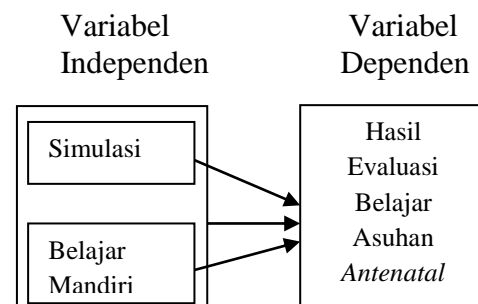 Variabel
Independen
Variabel
Dependen
Simulasi
Belajar
Mandiri
Hasil
Evaluasi
Belajar
Asuhan
Antenatal